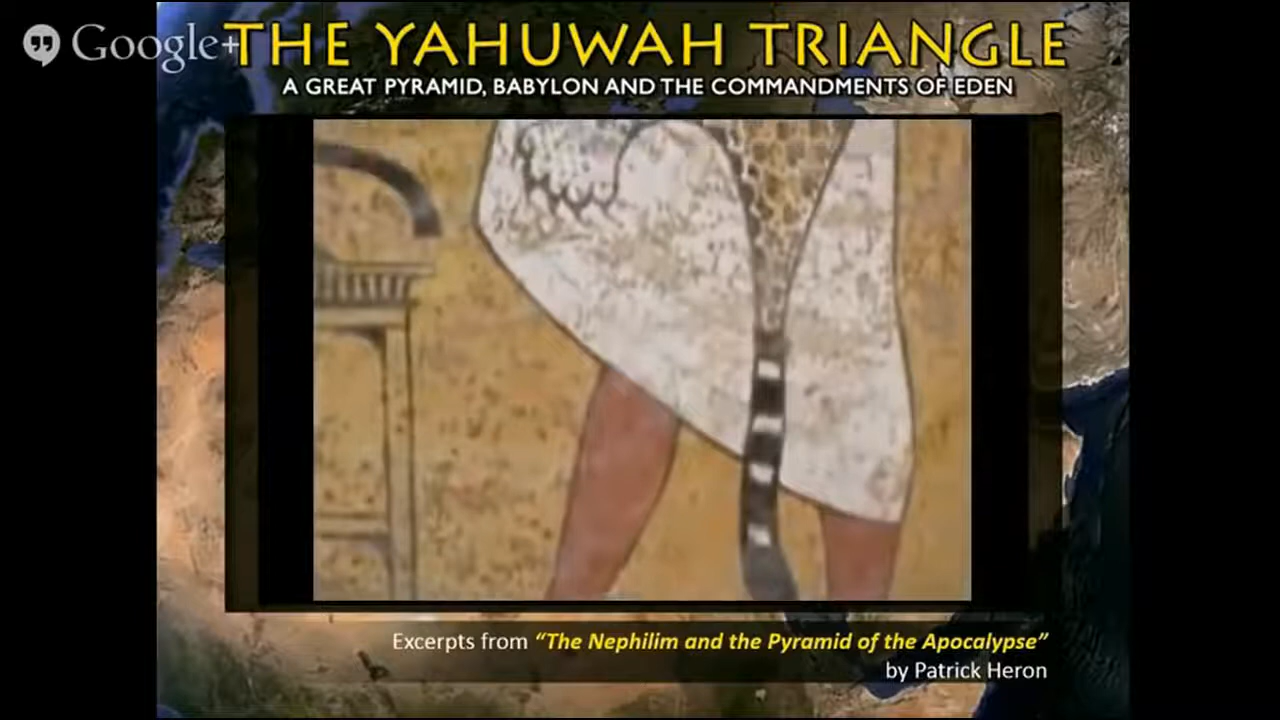 Google+
THE YAHUWAH TRIANGLE
A GREAT PYRAMID, BABYLON AND THE COMMANDMENTS OF EDEN
Excerpts from “The Nephilim and the Pyramid of the Apocalypse”
by Patrick Heron